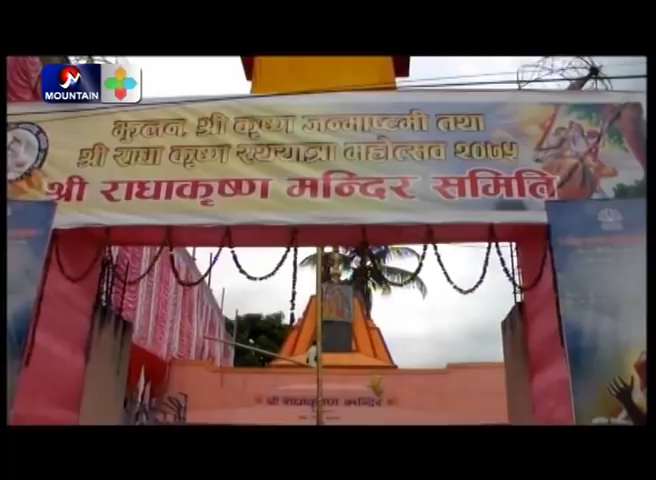 MOUNTAIN
झुलन, श्री कृष्ण जन्माष्टमी तथा
श्री राधा कृष्ण रथयात्रा महोत्सव २०७५
श्री राधाकृष्ण मन्दिर समिति
श्री राधाकृष्ण मन्दिर